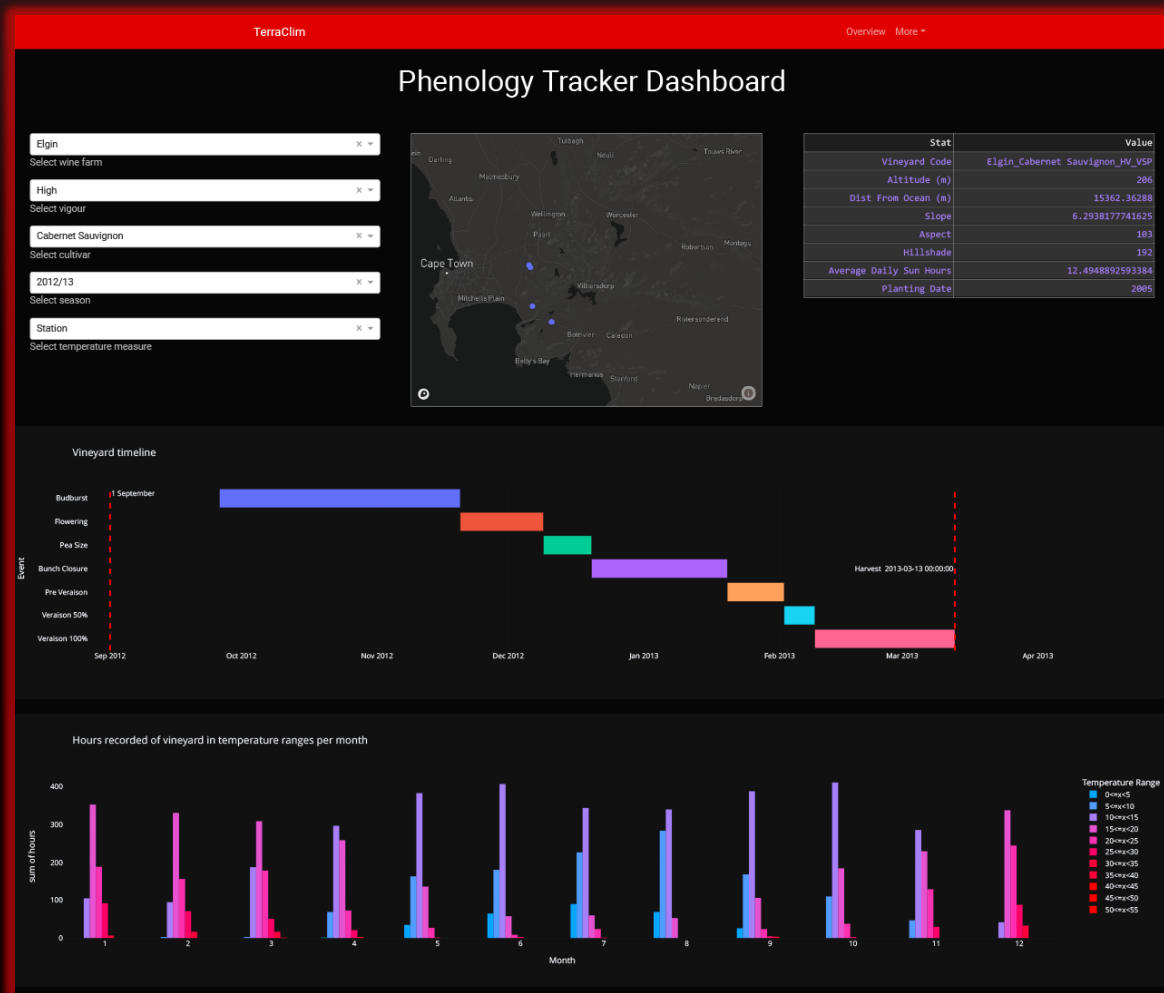 TerraClim
Overview More
Phenology Tracker Dashboard
Elgin ×
Select wine farm
High ×
Select vigour
Cabernet Sauvignon ×
Select cultivar
2012/13 ×
Select season
Station ×
Select temperature measure
Tulbagh
Nduli
Touws River
Darling
Malmesbury
Atlantis
Wellington
Worcester
Paarl
Robertson
Montagu
Cape Town
Villiersdorp
Mitchells Plain
Riviersonderend
Botrivier
Caledon
Betty's Bay
Hermanus
Stanford
Napier
Bredasdorp
Stat Value
Vineyard Code Elgin_Cabernet Sauvignon_HV_VSP
Altitude (m) 206
Dist From Ocean (m) 15362.36288
Slope 6.2938177741625
Aspect 103
Hillshade 192
Average Daily Sun Hours 12.4948892593384
Planting Date 2005
Vineyard timeline
1 September
Event
Budburst
Flowering
Pea Size
Bunch Closure
Pre Veraison
Veraison 50%
Veraison 100%
Harvest 2013-03-13 00:00:00
Sep 2012 Oct 2012 Nov 2012 Dec 2012 Jan 2013 Feb 2013 Mar 2013 Apr 2013
Hours recorded of vineyard in temperature ranges per month
sum of hours
400
300
200
100
0
1 2 3 4 5 6 7 8 9 10 11 12
Month
Temperature Range
0<=x<5
5<=x<10
10<=x<15
15<=x<20
20<=x<25
25<=x<30
30<=x<35
35<=x<40
40<=x<45
45<=x<50
50<=x<55